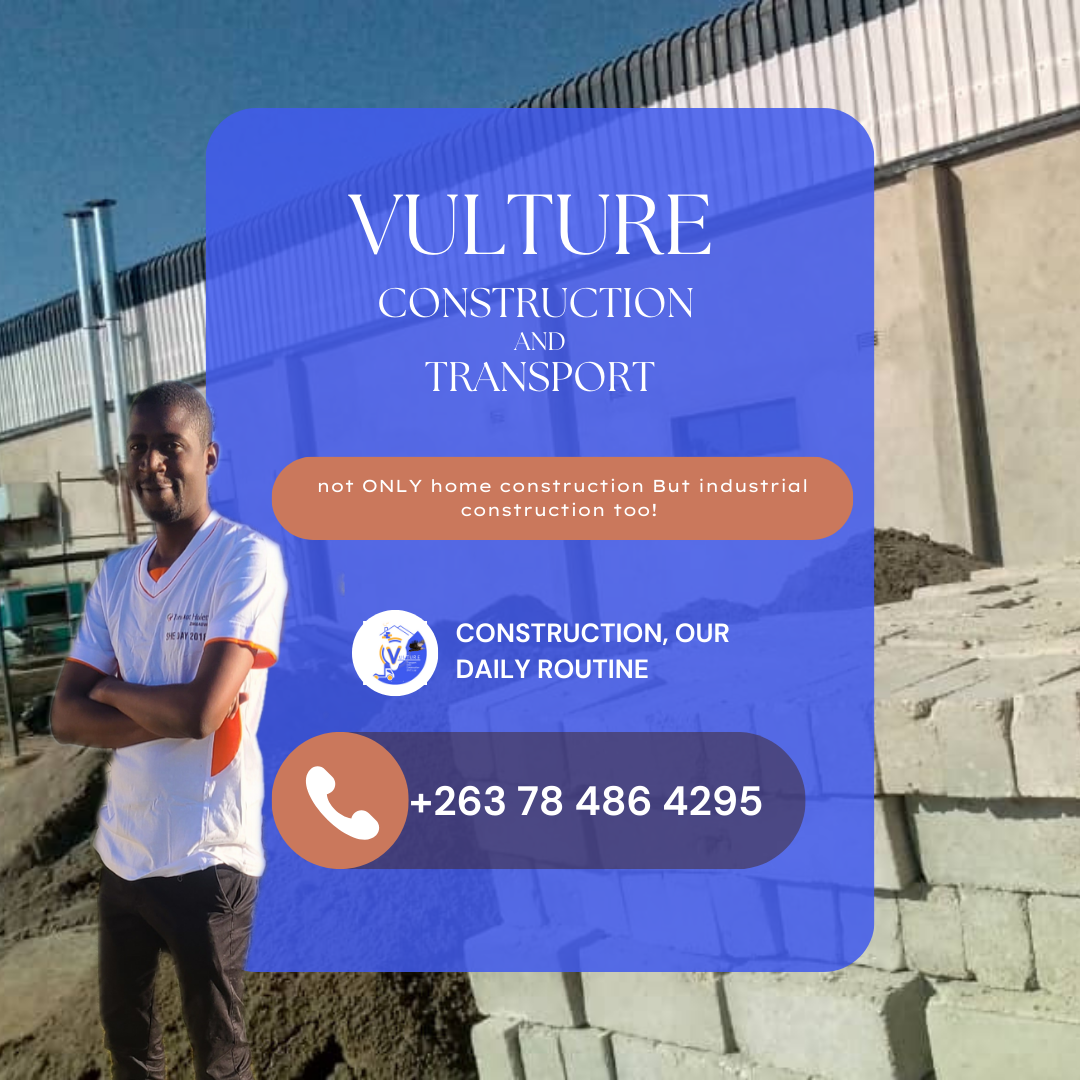 VULTURE
CONSTRUCTION
AND
TRANSPORT
not ONLY home construction But industrial
construction too!
CONSTRUCTION, OUR
DAILY ROUTINE
+263 78 486 4295